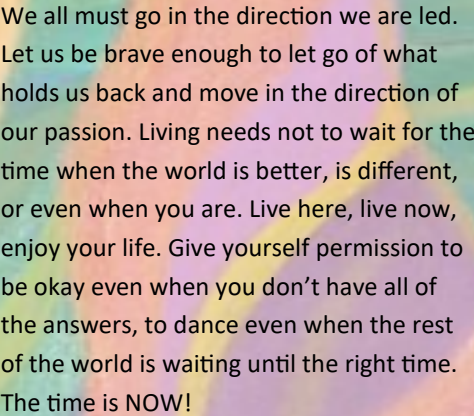 We all must go in the direction we are led.
Let us be brave enough to let go of what
holds us back and move in the direction of
our passion. Living needs not to wait for the
time when the world is better, is different,
or even when you are. Live here, live now,
enjoy your life. Give yourself permission to
be okay even when you don’t have all of
the answers, to dance even when the rest
of the world is waiting until the right time.
The time is NOW!